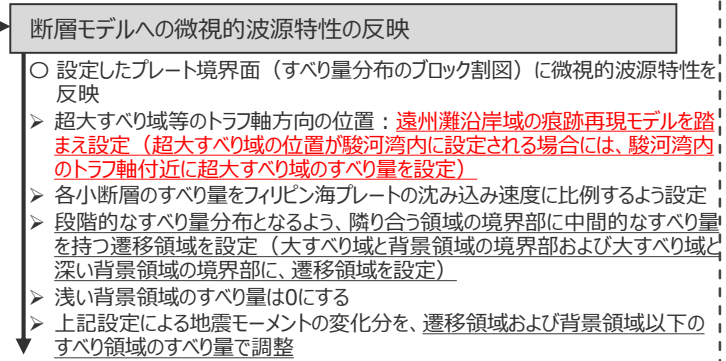 断層モデルへの微視的波源特性の反映
〇 設定したプレート境界面（すべり量分布のブロック割図）に微視的波源特性を
反映
➢ 超大すべり域等のトラフ軸方向の位置：遠州灘沿岸域の痕跡再現モデルを踏
まえ設定（超大すべり域の位置が駿河湾内に設定される場合には、駿河湾内
のトラフ軸付近に超大すべり域のすべり量を設定）
➢ 各小断層のすべり量をフィリピン海プレートの沈み込み速度に比例するよう設定
➢ 段階的なすべり量分布となるよう、隣り合う領域の境界部に中間的なすべり量
を持つ遷移領域を設定（大すべり域と背景領域の境界部および大すべり域と
深い背景領域の境界部に、遷移領域を設定）
➢ 浅い背景領域のすべり量は0にする
➢ 上記設定による地震モーメントの変化分を、遷移領域および背景領域以下の
すべり領域のすべり量で調整